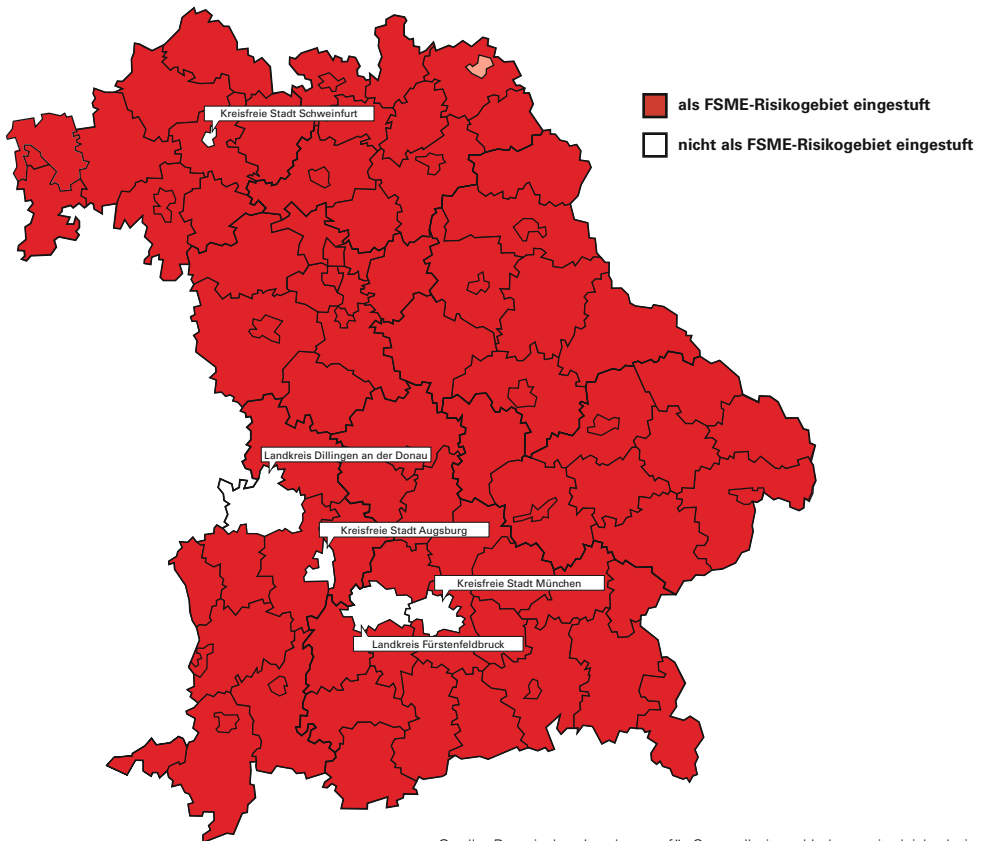 Kreisfreie Stadt Schweinfurt
als FSME-Risikogebiet eingestuft
nicht als FSME-Risikogebiet eingestuft
Landkreis Dillingen an der Donau
Kreisfreie Stadt Augsburg
Kreisfreie Stadt München
Landkreis Fürstenfeldbruck